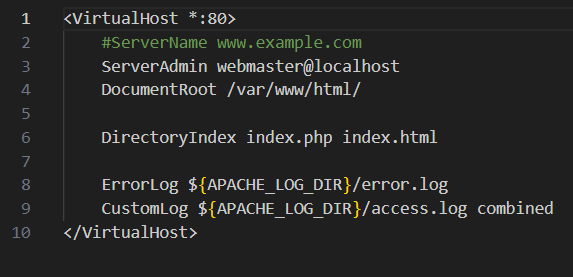 1 <VirtualHost *:80>
2 #ServerName www.example.com
3 ServerAdmin webmaster@localhost
4 DocumentRoot /var/www/html/
5
6 DirectoryIndex index.php index.html
7
8 ErrorLog ${APACHE_LOG_DIR}/error.log
9 CustomLog ${APACHE_LOG_DIR}/access.log combined
10 </VirtualHost>